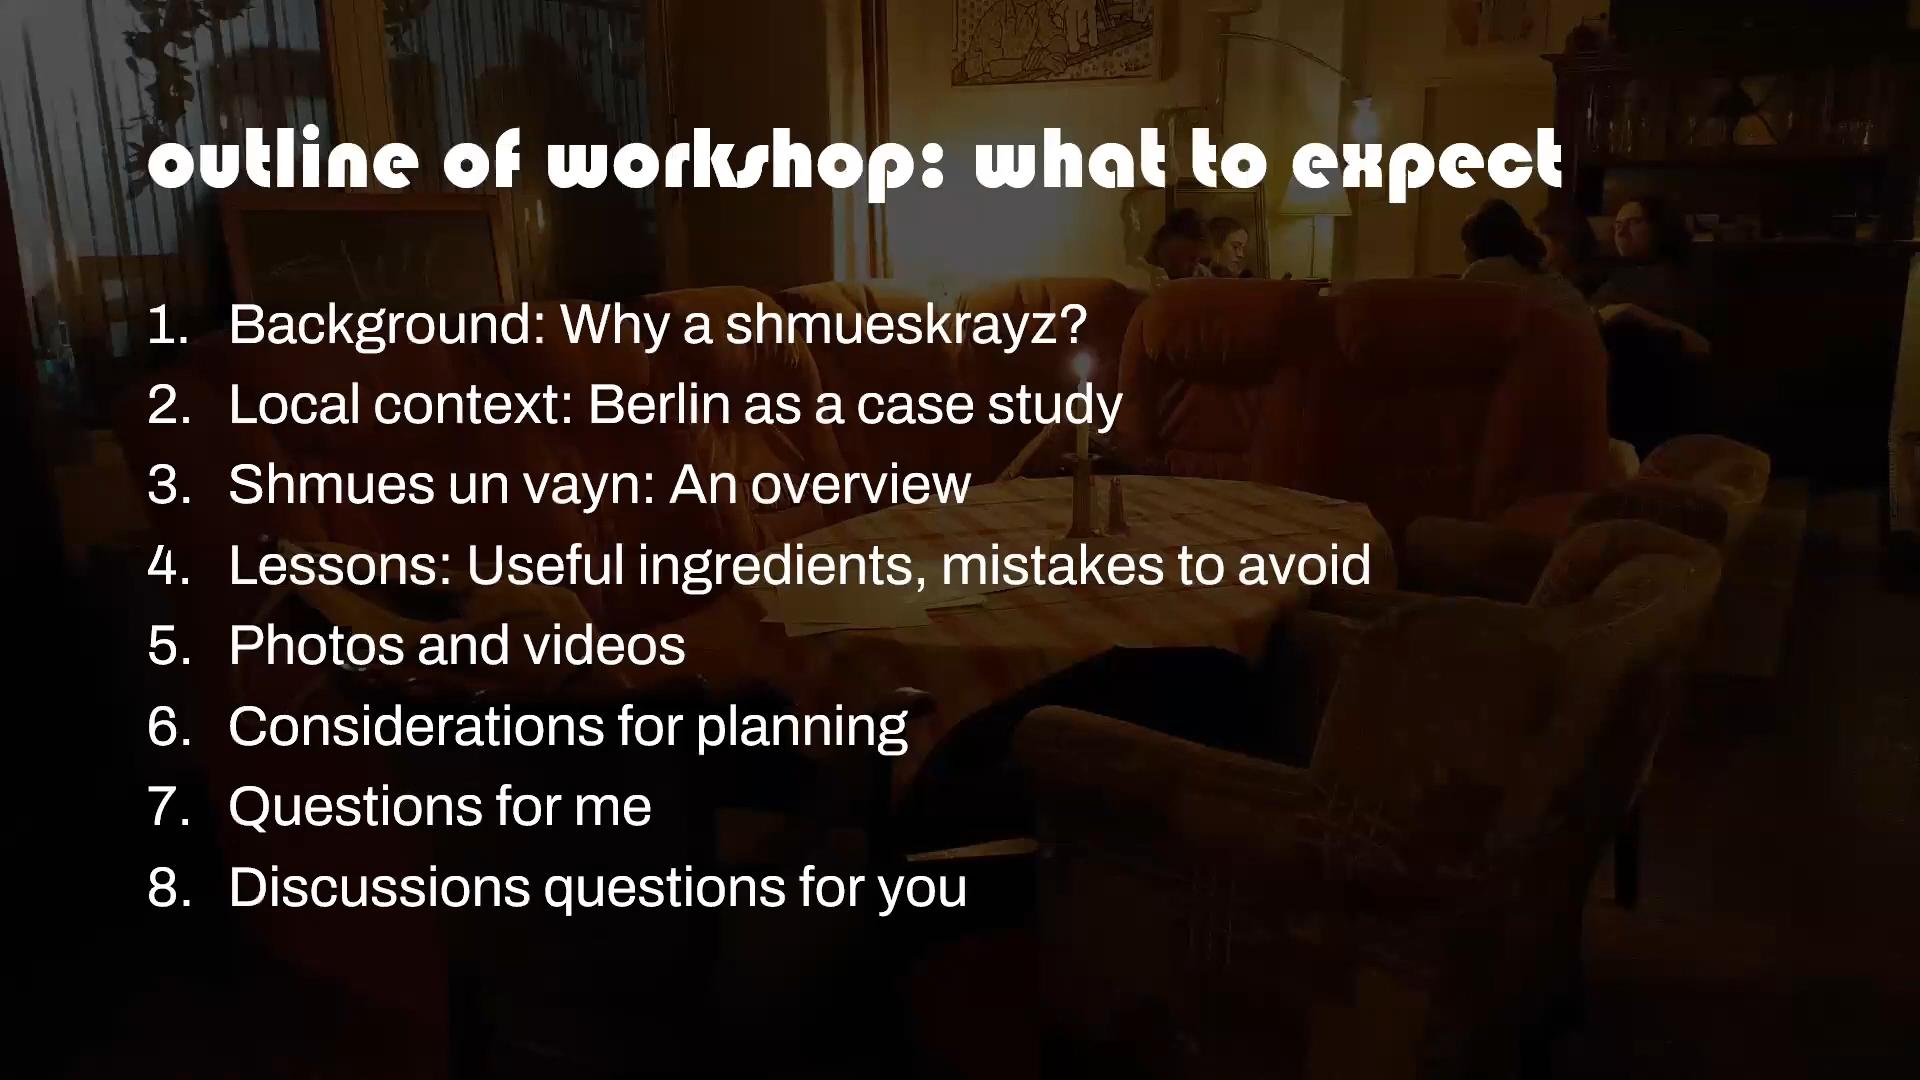 outline of workshop: what to expect
1. Background: Why a shmueskrayz?
2. Local context: Berlin as a case study
3. Shmues un vayn: An overview
4. Lessons: Useful ingredients, mistakes to avoid
5. Photos and videos
6. Considerations for planning
7. Questions for me
8. Discussions questions for you